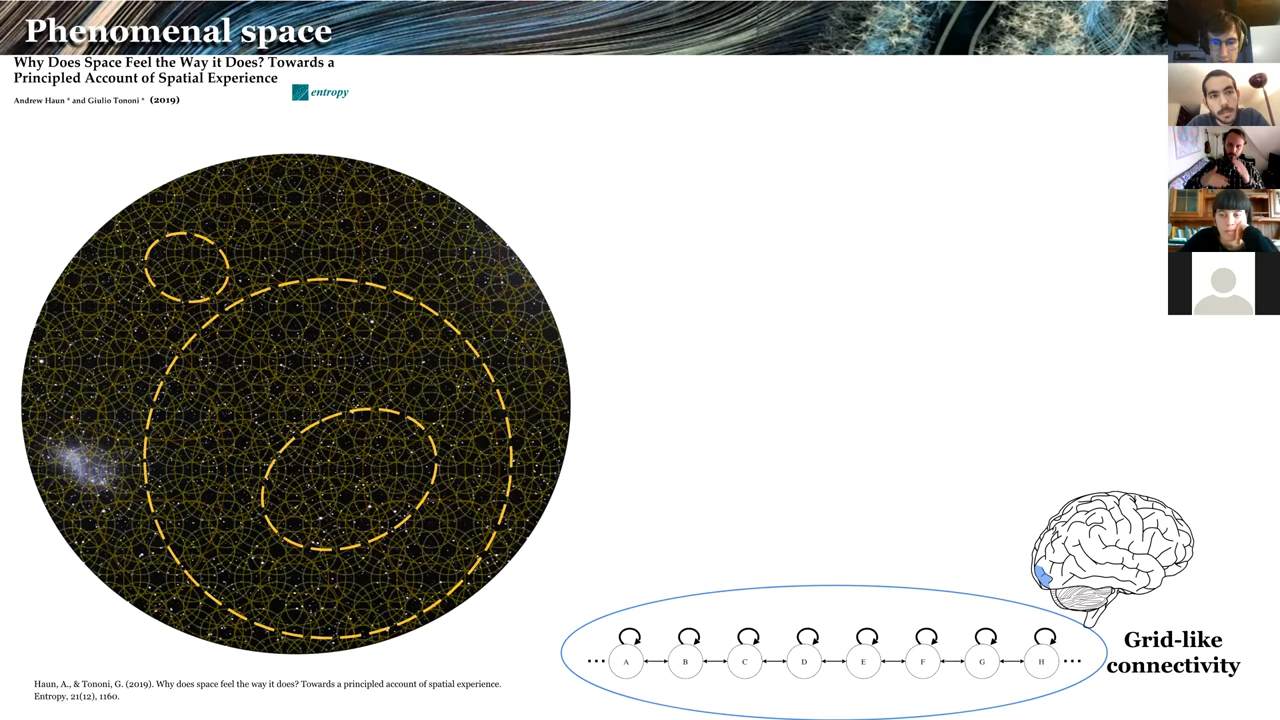 Phenomenal space
Why Does Space Feel the Way it Does? Towards a
Principled Account of Spatial Experience
Andrew Haun * and Giulio Tononi * (2019)
entropy
... A B C D E F G H ...
Grid-like
connectivity
Haun, A., & Tononi, G. (2019). Why does space feel the way it does? Towards a principled account of spatial experience.
Entropy, 21(12), 1160.